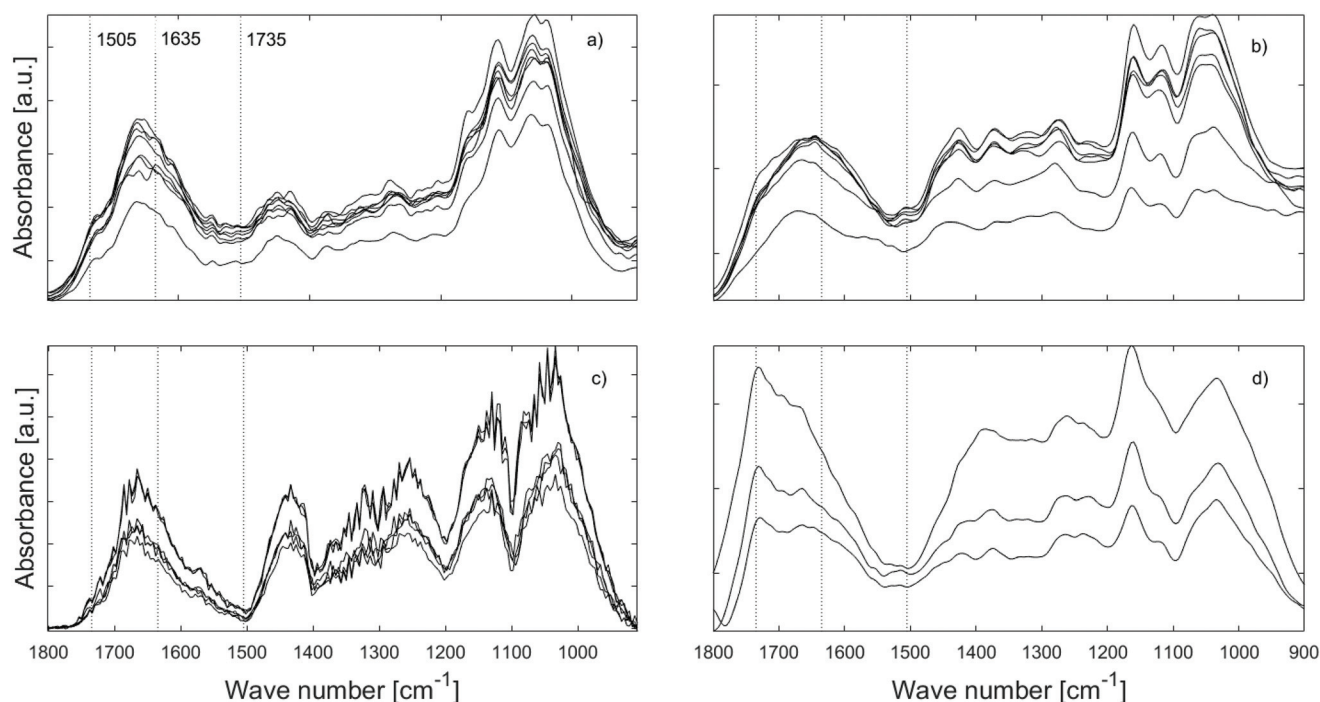 1505 1635 1735 a)
b)
Absorbance [a.u.]
c)
d)
Absorbance [a.u.]
1800 1700 1600 1500 1400 1300 1200 1100 1000
1800 1700 1600 1500 1400 1300 1200 1100 1000 900
Wave number [cm⁻¹]
Wave number [cm⁻¹]